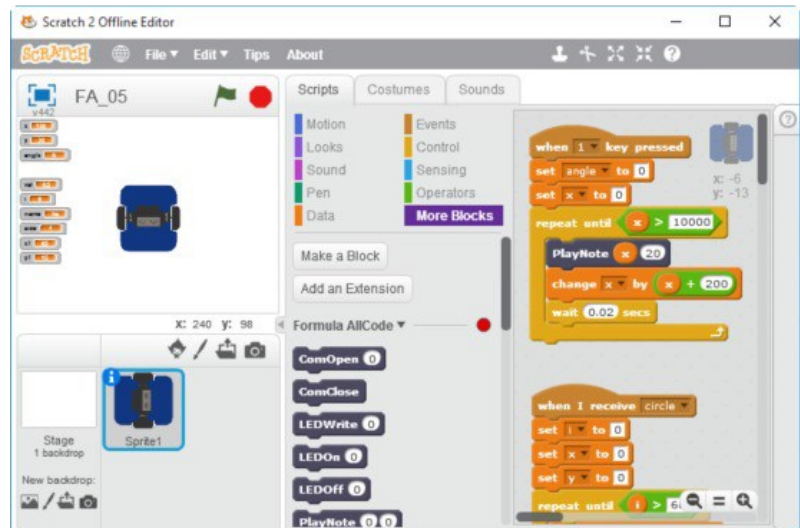 Scratch 2 Offline Editor
SCRATCH File Edit Tips About
FA_05
v442
x
y
angle
Scripts Costumes Sounds
Motion Events
Looks Control
Sound Sensing
Pen Operators
Data More Blocks
Make a Block
Add an Extension
Formula AllCode
ComOpen 0
ComClose
LEDWrite 0
LEDOn 0
LEDOff 0
PlayNote 0 0
x: 240 y: 98
Sprite1
Stage
1 backdrop
New backdrop:
x: -6
y: -13
when 1 key pressed
set angle to 0
set x to 0
repeat until x > 10000
PlayNote x 20
change x by x + 200
wait 0.02 secs
when I receive circle
set i to 0
set x to 0
set y to 0
repeat until i >